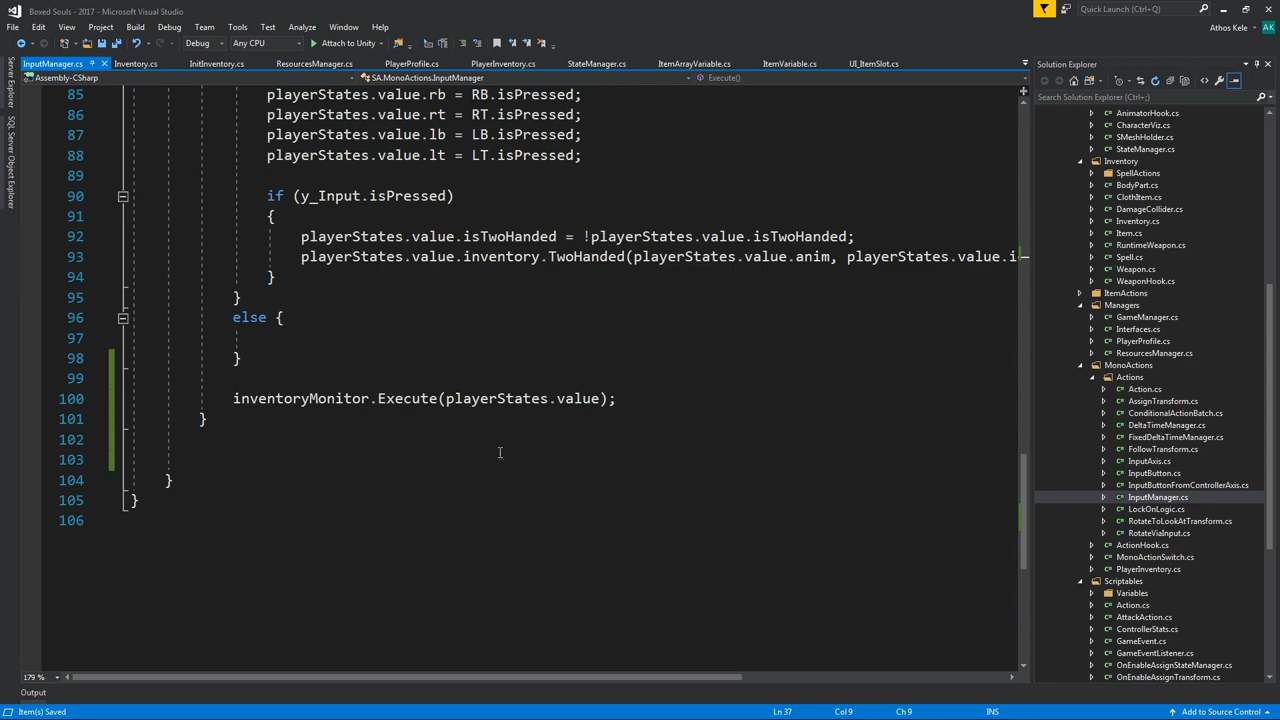 Boxed Souls - 2017 - Microsoft Visual Studio
Quick Launch (Ctrl+;)
File Edit View Project Build Debug Team Tools Test Analyze Window Help
Athos Kele AK
Debug Any CPU Attach to Unity
InputManager.cs Inventory.cs InitInventory.cs ResourcesManager.cs PlayerProfile.cs PlayerInventory.cs StateManager.cs ItemArrayVariable.cs ItemVariable.cs UI_ItemSlot.cs
Assembly-CSharp SA.MonoActions.InputManager Execute()
Server Explorer
SQL Server Object Explorer
85 playerStates.value.rb = RB.isPressed;
86 playerStates.value.rt = RT.isPressed;
87 playerStates.value.lb = LB.isPressed;
88 playerStates.value.lt = LT.isPressed;
89
90 if (y_Input.isPressed)
91 {
92 playerStates.value.isTwoHanded = !playerStates.value.isTwoHanded;
93 playerStates.value.inventory.TwoHanded(playerStates.value.anim, playerStates.value.is
94 }
95 }
96 else {
97
98 }
99
100 inventoryMonitor.Execute(playerStates.value);
101 }
102
103
104 }
105 }
106
179 %
Solution Explorer
Search Solution Explorer (Ctrl+;)
AnimatorHook.cs
CharacterViz.cs
SMeshHolder.cs
StateManager.cs
Inventory
SpellActions
BodyPart.cs
ClothItem.cs
DamageCollider.cs
Inventory.cs
Item.cs
RuntimeWeapon.cs
Spell.cs
Weapon.cs
WeaponHook.cs
ItemActions
Managers
GameManager.cs
Interfaces.cs
PlayerProfile.cs
ResourcesManager.cs
MonoActions
Actions
Action.cs
AssignTransform.cs
ConditionalActionBatch.cs
DeltaTimeManager.cs
FixedDeltaTimeManager.cs
FollowTransform.cs
InputAxis.cs
InputButton.cs
InputButtonFromControllerAxis.cs
InputManager.cs
LockOnLogic.cs
RotateToLookAtTransform.cs
RotateViaInput.cs
ActionHook.cs
MonoActionSwitch.cs
PlayerInventory.cs
Scriptables
Variables
Action.cs
AttackAction.cs
ControllerStats.cs
GameEvent.cs
GameEventListener.cs
OnEnableAssignStateManager.cs
OnEnableAssignTransform.cs
Output
Item(s) Saved Ln 37 Col 9 Ch 9 INS Add to Source Control